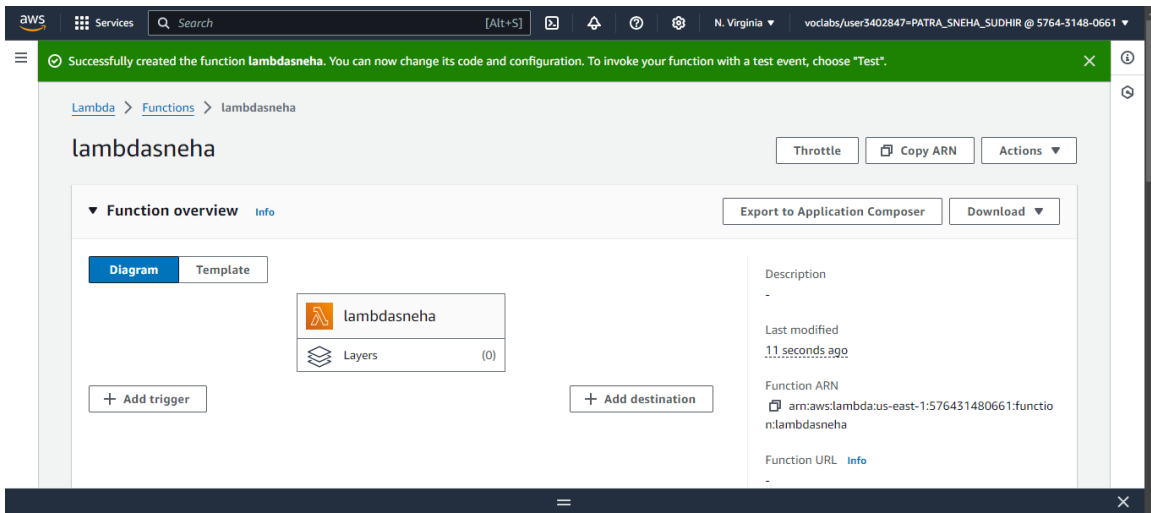 aws Services Search [Alt+S] N. Virginia ▼ voclabs/user3402847=PATRA_SNEHA_SUDHIR @ 5764-3148-0661 ▼
Successfully created the function lambdasneha. You can now change its code and configuration. To invoke your function with a test event, choose "Test".
Lambda > Functions > lambdasneha
lambdasneha
Throttle Copy ARN Actions ▼
▼ Function overview Info
Export to Application Composer Download ▼
Diagram Template
lambdasneha
Layers (0)
+ Add trigger
+ Add destination
Description
-
Last modified
11 seconds ago
Function ARN
arn:aws:lambda:us-east-1:576431480661:functio
n:lambdasneha
Function URL Info
-